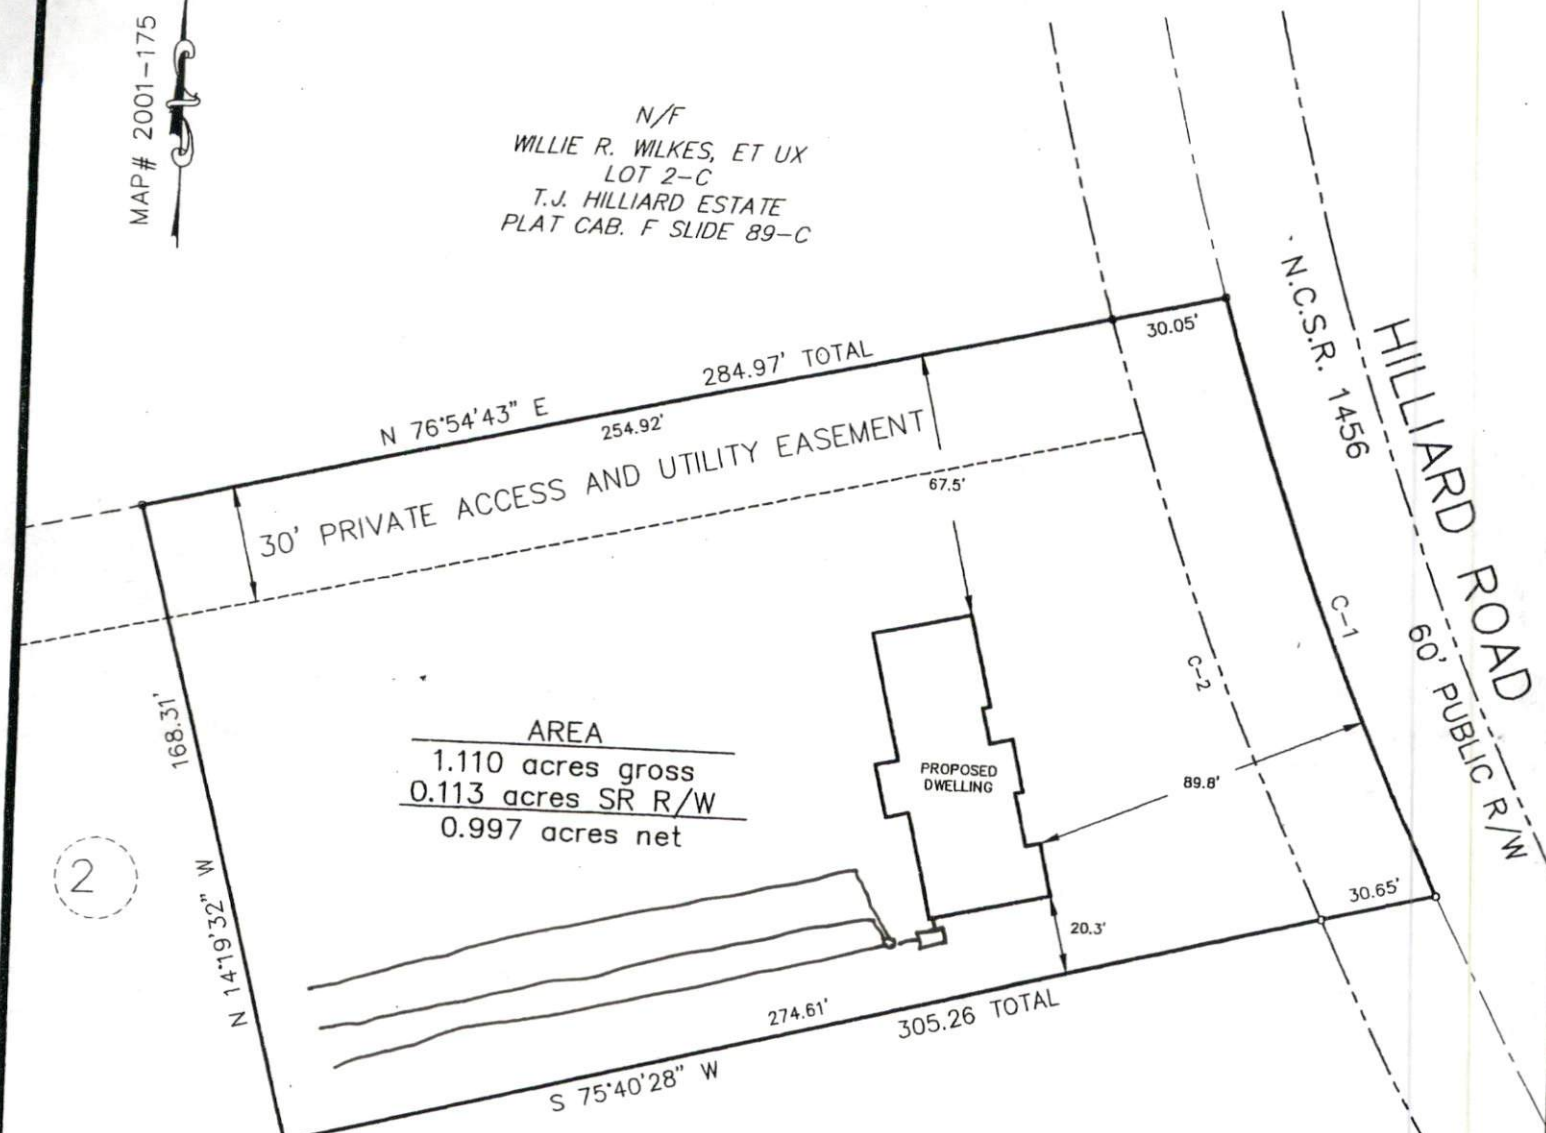 MAP# 2001-175
N/F
WILLIE R. WILKES, ET UX
LOT 2-C
T.J. HILLIARD ESTATE
PLAT CAB. F SLIDE 89-C
30.05'
N.C.S.R. 1456
HILLIARD ROAD
60' PUBLIC R/W
284.97' TOTAL
N 76°54'43" E
254.92'
30' PRIVATE ACCESS AND UTILITY EASEMENT
67.5'
C-1
C-2
168.31'
N 14°19'32" W
AREA
1.110 acres gross
0.113 acres SR R/W
0.997 acres net
PROPOSED
DWELLING
89.8'
2
30.65'
20.3'
274.61'
305.26 TOTAL
S 75°40'28" W